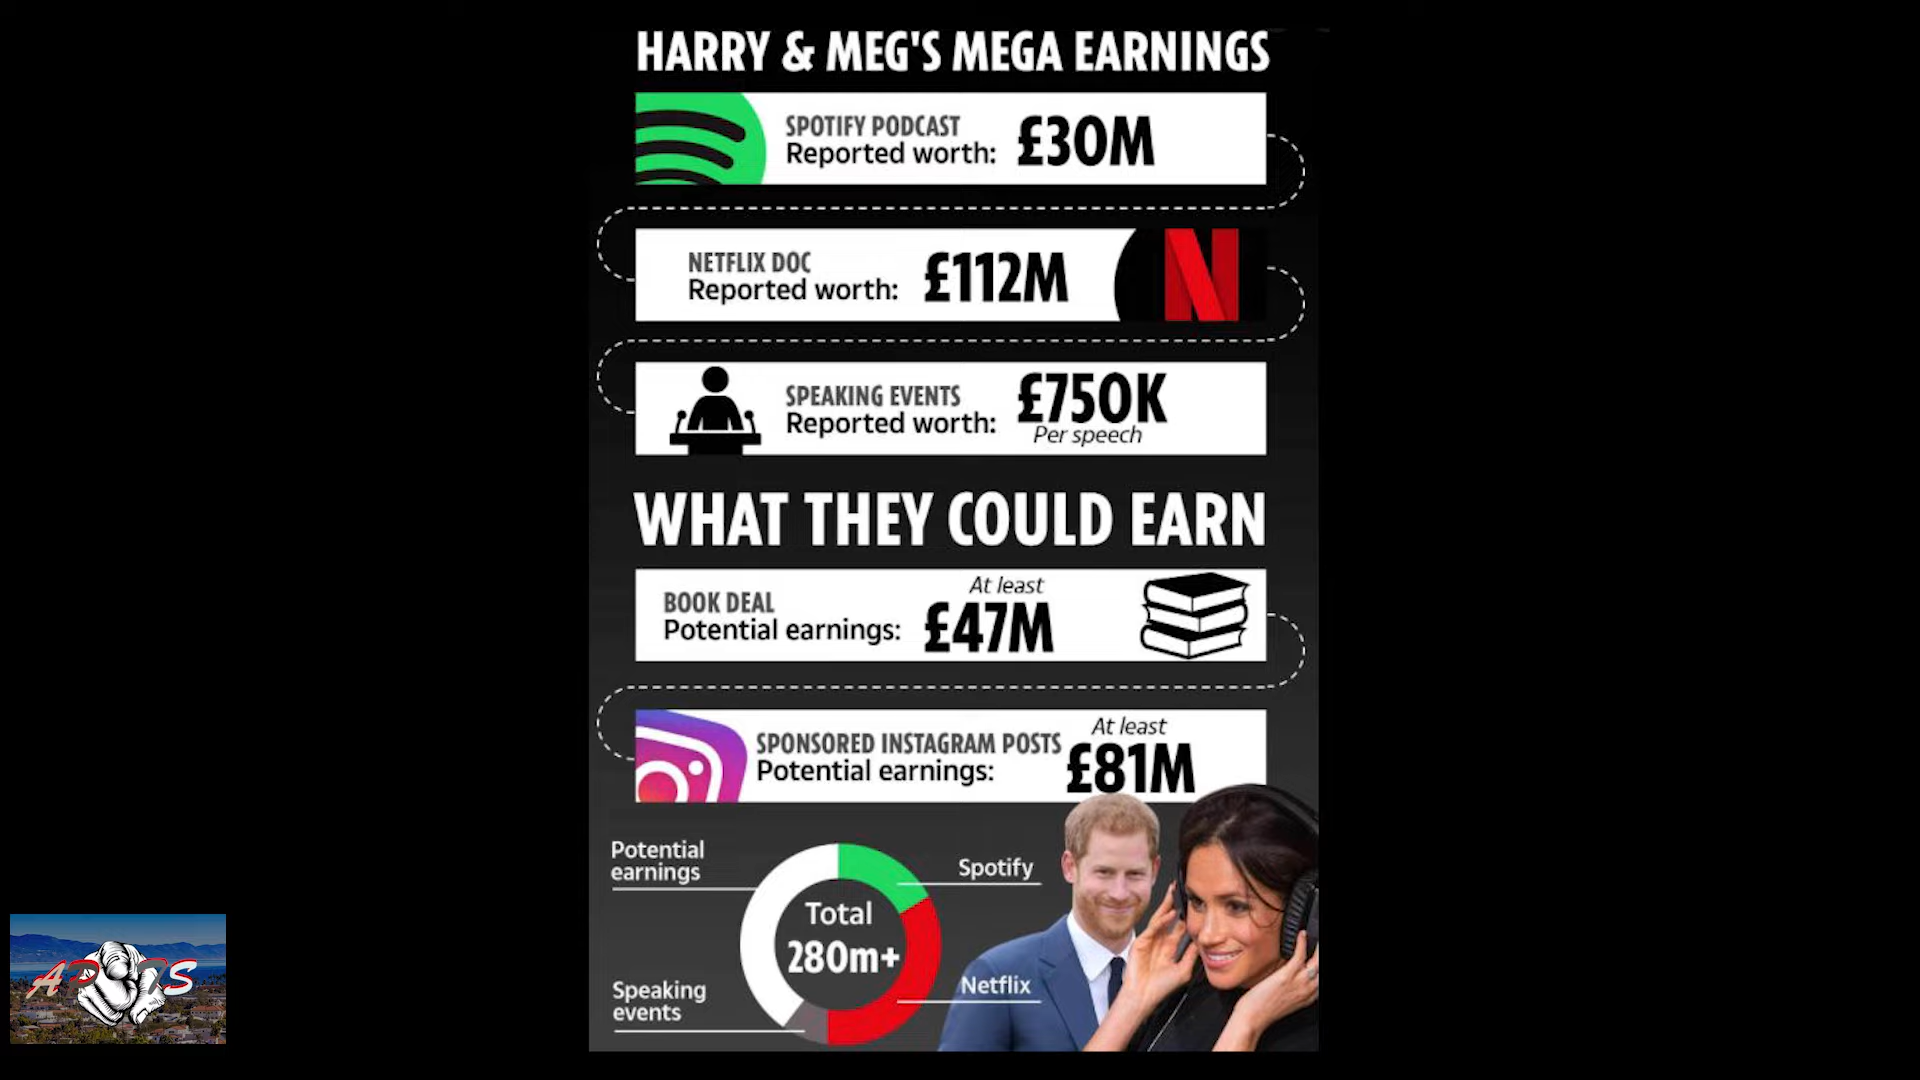 HARRY & MEG'S MEGA EARNINGS
SPOTIFY PODCAST
Reported worth: £30M
NETFLIX DOC
Reported worth: £112M
SPEAKING EVENTS
Reported worth: £750K
Per speech
WHAT THEY COULD EARN
BOOK DEAL
Potential earnings: At least
£47M
SPONSORED INSTAGRAM POSTS
Potential earnings: At least
£81M
Potential
earnings
Spotify
Total
280m+
Netflix
Speaking
events